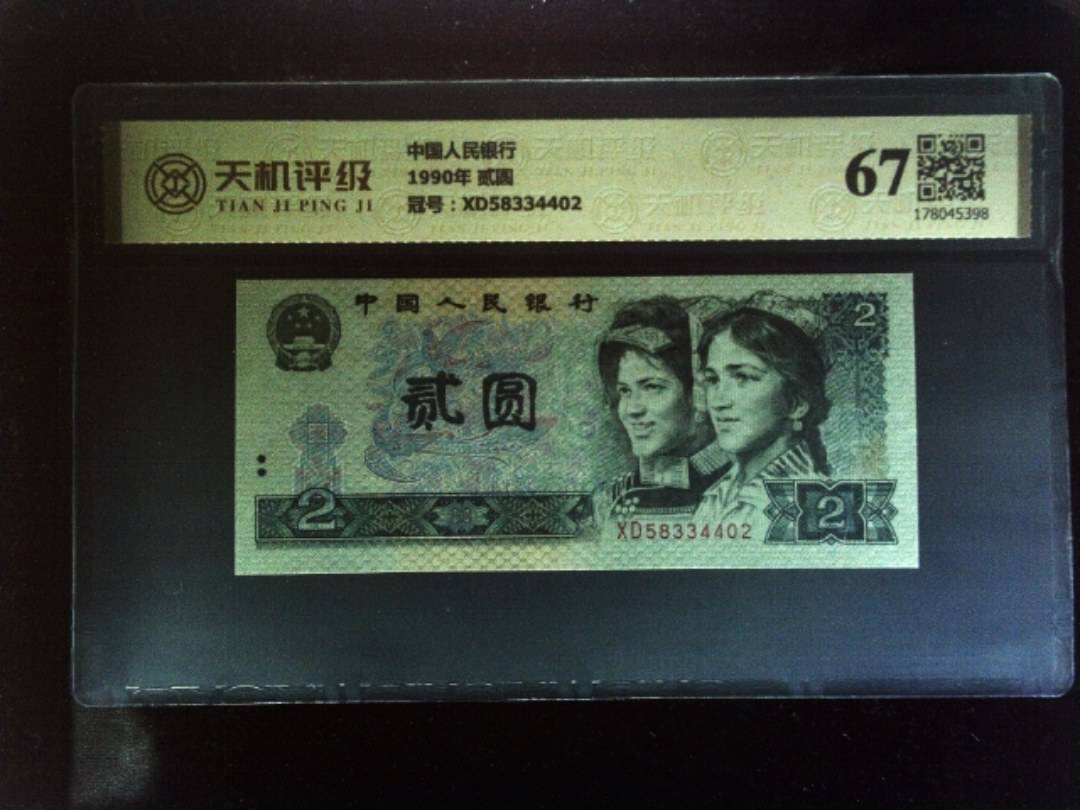 天机评级
TIAN JI PING JI
中国人民银行
1990年 贰圆
冠号：XD58334402
67
178045398
中国人民银行
2
贰圆
2
XD58334402
2